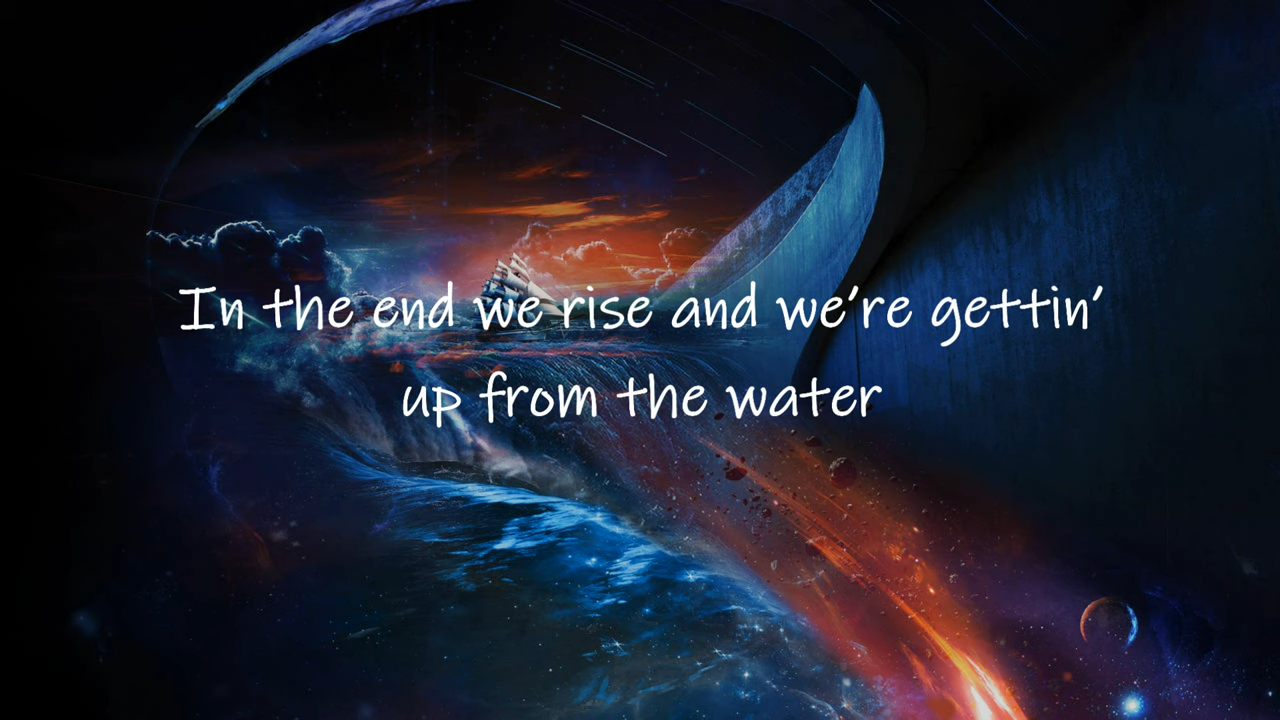 In the end we rise and we're gettin'
up from the water